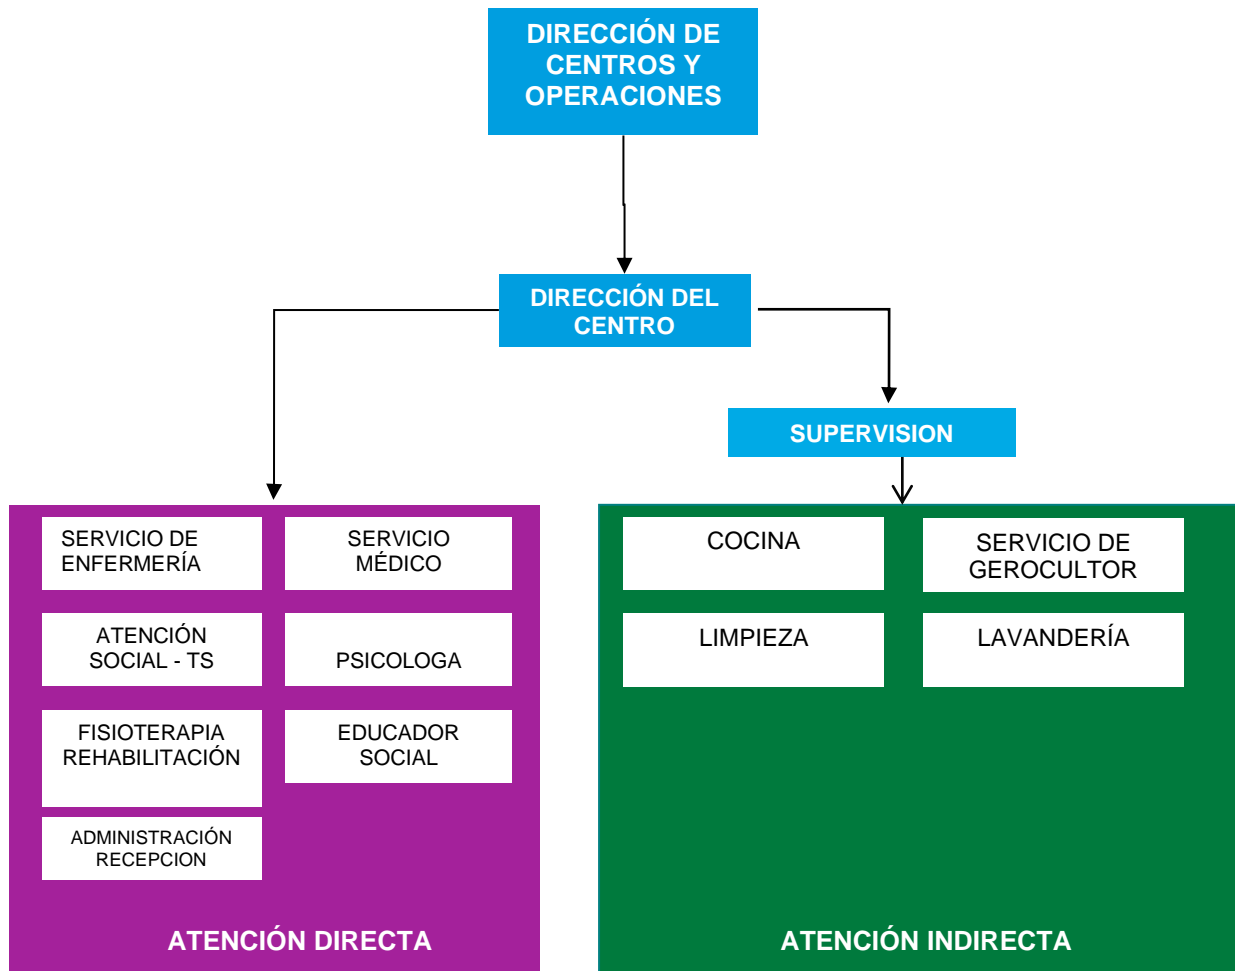 DIRECCIÓN DE
CENTROS Y
OPERACIONES
DIRECCIÓN DEL
CENTRO
SUPERVISION
SERVICIO DE
ENFERMERÍA
SERVICIO
MÉDICO
ATENCIÓN
SOCIAL - TS
PSICOLOGA
FISIOTERAPIA
REHABILITACIÓN
EDUCADOR
SOCIAL
ADMINISTRACIÓN
RECEPCION
ATENCIÓN DIRECTA
COCINA
SERVICIO DE
GEROCULTOR
LIMPIEZA
LAVANDERÍA
ATENCIÓN INDIRECTA